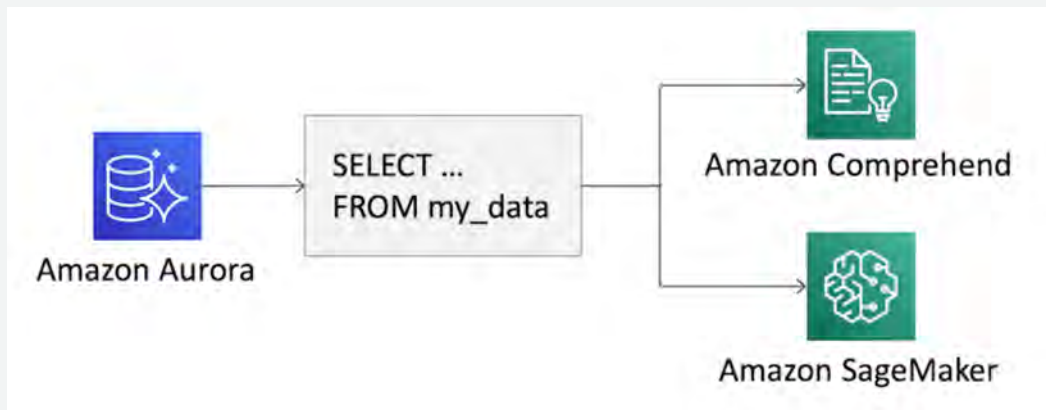 Amazon Aurora
SELECT ...
FROM my_data
Amazon Comprehend
Amazon SageMaker